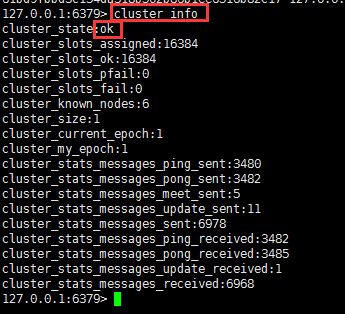 127.0.0.1:6379> cluster info
cluster_state:ok
cluster_slots_assigned:16384
cluster_slots_ok:16384
cluster_slots_pfail:0
cluster_slots_fail:0
cluster_known_nodes:6
cluster_size:1
cluster_current_epoch:1
cluster_my_epoch:1
cluster_stats_messages_ping_sent:3480
cluster_stats_messages_pong_sent:3482
cluster_stats_messages_meet_sent:5
cluster_stats_messages_update_sent:11
cluster_stats_messages_sent:6978
cluster_stats_messages_ping_received:3482
cluster_stats_messages_pong_received:3485
cluster_stats_messages_update_received:1
cluster_stats_messages_received:6968
127.0.0.1:6379>